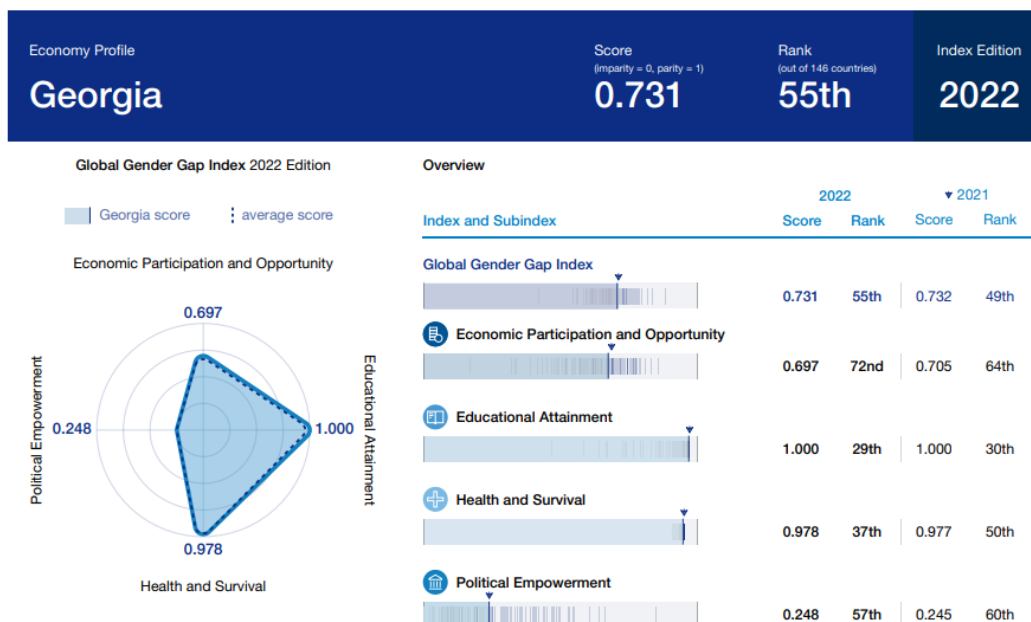 Economy Profile
Georgia
Score
(imparity = 0, parity = 1)
0.731
Rank
(out of 146 countries)
55th
Index Edition
2022
Global Gender Gap Index 2022 Edition
Georgia score
average score
Economic Participation and Opportunity
0.697
Educational Attainment
1.000
Political Empowerment
0.248
0.978
Health and Survival
Overview
2022 2021
Index and Subindex Score Rank Score Rank
Global Gender Gap Index
0.731 55th 0.732 49th
Economic Participation and Opportunity
0.697 72nd 0.705 64th
Educational Attainment
1.000 29th 1.000 30th
Health and Survival
0.978 37th 0.977 50th
Political Empowerment
0.248 57th 0.245 60th